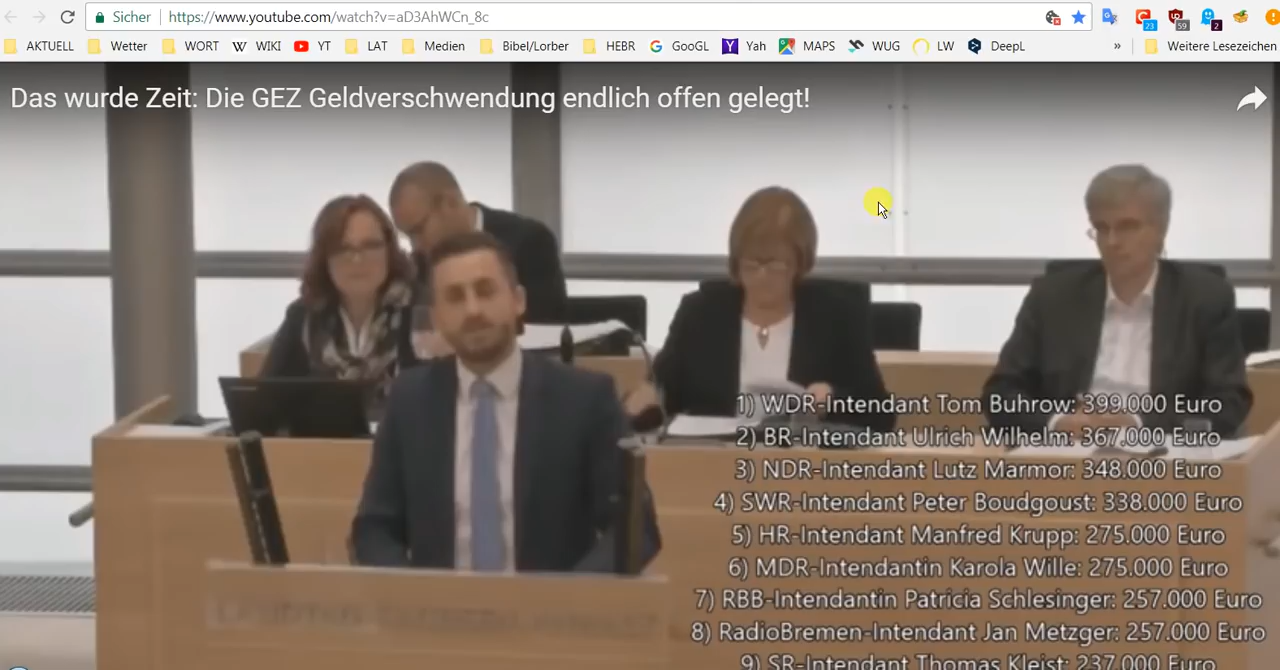 Sicher
https://www.youtube.com/watch?v=aD3AhWCn_8c
23
59
2
AKTUELL
Wetter
WORT
W WIKI
YT
LAT
Medien
Bibel/Lorber
HEBR
G GooGL
Y Yah
MAPS
WUG
LW
DeepL
»
Weitere Lesezeichen
Das wurde Zeit: Die GEZ Geldverschwendung endlich offen gelegt!
1) WDR-Intendant Tom Buhrow: 399.000 Euro
2) BR-Intendant Ulrich Wilhelm: 367.000 Euro
3) NDR-Intendant Lutz Marmor: 348.000 Euro
4) SWR-Intendant Peter Boudgoust: 338.000 Euro
5) HR-Intendant Manfred Krupp: 275.000 Euro
6) MDR-Intendantin Karola Wille: 275.000 Euro
7) RBB-Intendantin Patricia Schlesinger: 257.000 Euro
8) RadioBremen-Intendant Jan Metzger: 257.000 Euro
9) SR-Intendant Thomas Kleist: 237.000 Euro